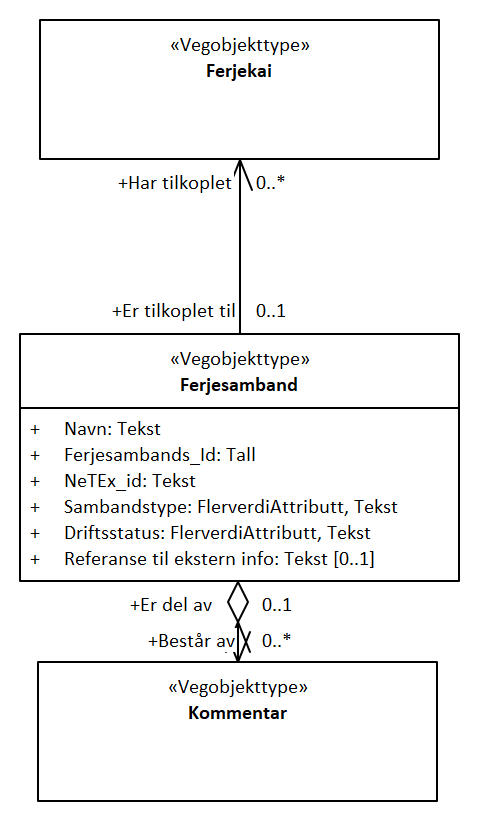 «Vegobjekttype»
Ferjekai
+Har tilkoplet 0..*
+Er tilkoplet til 0..1
«Vegobjekttype»
Ferjesamband
+ Navn: Tekst
+ Ferjesambands_Id: Tall
+ NeTEx_id: Tekst
+ Sambandstype: FlerverdiAttributt, Tekst
+ Driftsstatus: FlerverdiAttributt, Tekst
+ Referanse til ekstern info: Tekst [0..1]
+Er del av 0..1
+Består av 0..*
«Vegobjekttype»
Kommentar